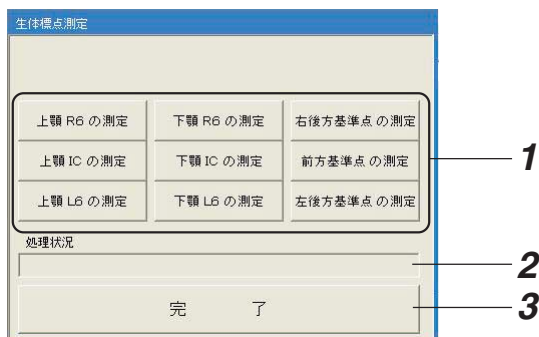 生体標点測定
上顎 R6 の測定 下顎 R6 の測定 右後方基準点 の測定
上顎 IC の測定 下顎 IC の測定 前方基準点 の測定 1
上顎 L6 の測定 下顎 L6 の測定 左後方基準点 の測定
処理状況
2
完 了 3